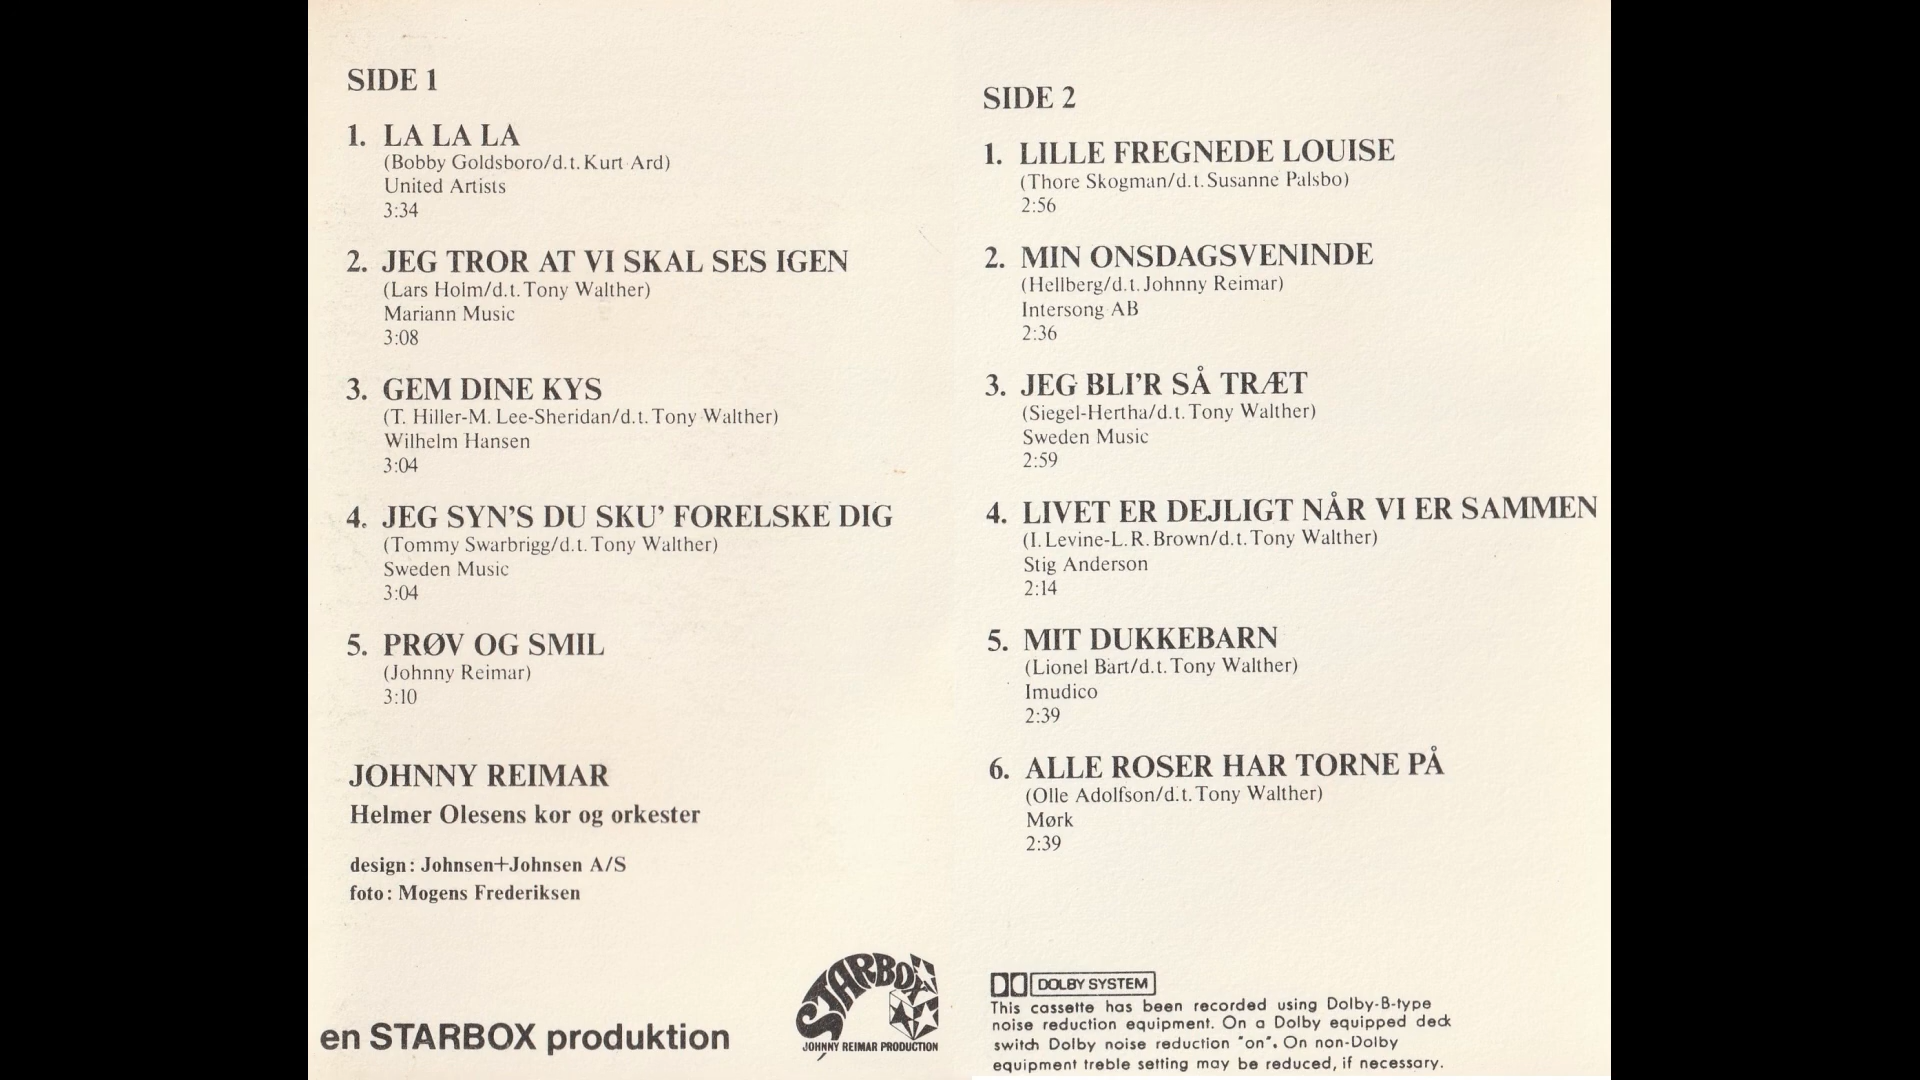 SIDE 1
1. LA LA LA
(Bobby Goldsboro/d.t. Kurt Ard)
United Artists
3:34
2. JEG TROR AT VI SKAL SES IGEN
(Lars Holm/d.t. Tony Walther)
Mariann Music
3:08
3. GEM DINE KYS
(T. Hiller-M. Lee-Sheridan/d.t. Tony Walther)
Wilhelm Hansen
3:04
4. JEG SYN'S DU SKU' FORELSKE DIG
(Tommy Swarbrigg/d.t. Tony Walther)
Sweden Music
3:04
5. PRØV OG SMIL
(Johnny Reimar)
3:10
JOHNNY REIMAR
Helmer Olesens kor og orkester
design: Johnsen+Johnsen A/S
foto: Mogens Frederiksen
en STARBOX produktion
STARBOX
JOHNNY REIMAR PRODUCTION
SIDE 2
1. LILLE FREGNEDE LOUISE
(Thore Skogman/d.t. Susanne Palsbo)
2:56
2. MIN ONSDAGSVENINDE
(Hellberg/d.t. Johnny Reimar)
Intersong AB
2:36
3. JEG BLI'R SÅ TRÆT
(Siegel-Hertha/d.t. Tony Walther)
Sweden Music
2:59
4. LIVET ER DEJLIGT NÅR VI ER SAMMEN
(I. Levine-L.R. Brown/d.t. Tony Walther)
Stig Anderson
2:14
5. MIT DUKKEBARN
(Lionel Bart/d.t. Tony Walther)
Imudico
2:39
6. ALLE ROSER HAR TORNE PÅ
(Olle Adolfson/d.t. Tony Walther)
Mørk
2:39
DOLBY SYSTEM
This cassette has been recorded using Dolby-B-type
noise reduction equipment. On a Dolby equipped deck
switch Dolby noise reduction "on". On non-Dolby
equipment treble setting may be reduced, if necessary.